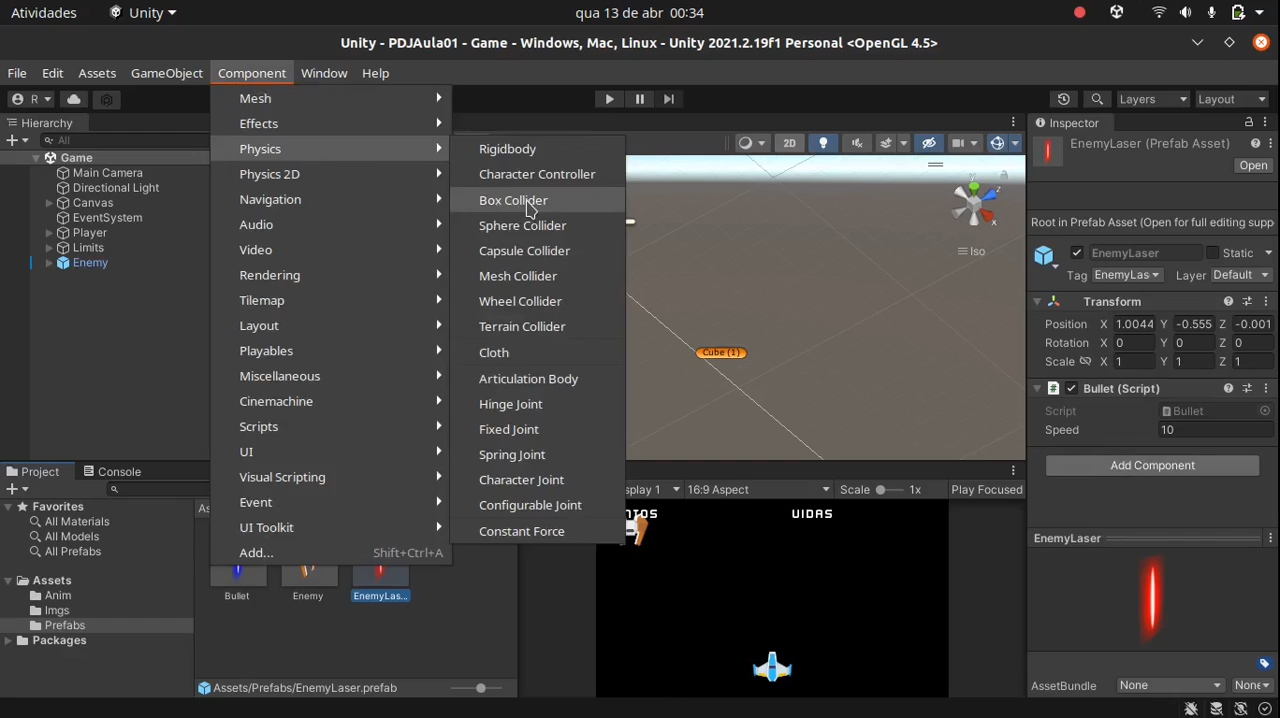 Atividades
Unity
qua 13 de abr 00:34
Unity - PDJAula01 - Game - Windows, Mac, Linux - Unity 2021.2.19f1 Personal <OpenGL 4.5>
File Edit Assets GameObject Component Window Help
R
Layers
Layout
Hierarchy
All
Game
Main Camera
Directional Light
Canvas
EventSystem
Player
Limits
Enemy
Mesh
Effects
Physics
Physics 2D
Navigation
Audio
Video
Rendering
Tilemap
Layout
Playables
Miscellaneous
Cinemachine
Scripts
UI
Visual Scripting
Event
UI Toolkit
Add... Shift+Ctrl+A
Rigidbody
Character Controller
Box Collider
Sphere Collider
Capsule Collider
Mesh Collider
Wheel Collider
Terrain Collider
Cloth
Articulation Body
Hinge Joint
Fixed Joint
Spring Joint
Character Joint
Configurable Joint
Constant Force
2D
y
z
x
Iso
Cube (1)
splay 1
16:9 Aspect
Scale
1x
Play Focused
NTOS
VIDAS
Inspector
EnemyLaser (Prefab Asset)
Open
Root in Prefab Asset (Open for full editing supp
EnemyLaser
Static
Tag EnemyLas
Layer Default
Transform
Position X 1.0044 Y -0.555 Z -0.001
Rotation X 0 Y 0 Z 0
Scale X 1 Y 1 Z 1
Bullet (Script)
Script Bullet
Speed 10
Add Component
EnemyLaser
AssetBundle None None
Project
Console
Favorites
All Materials
All Models
All Prefabs
Assets
Anim
Imgs
Prefabs
Packages
As
Bullet
Enemy
EnemyLas...
Assets/Prefabs/EnemyLaser.prefab